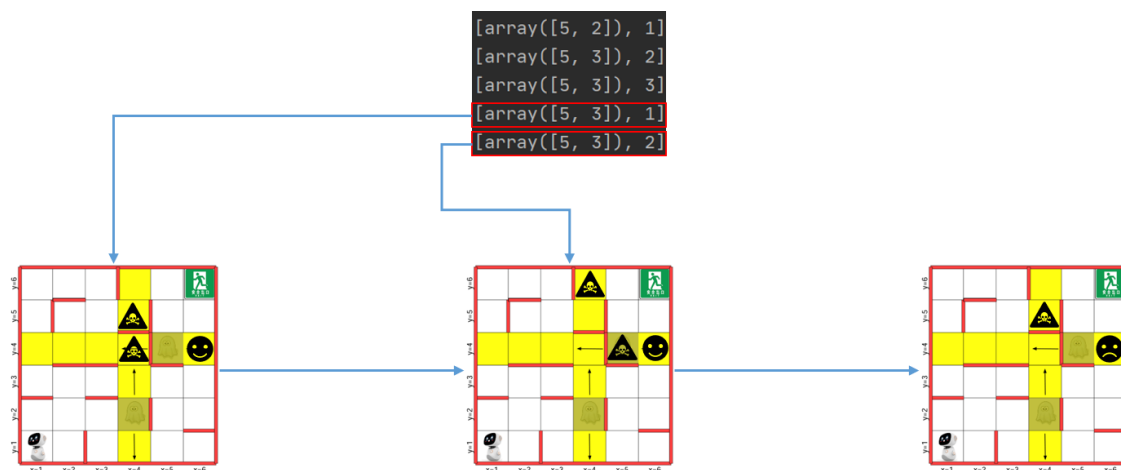 [array([5, 2]), 1]
[array([5, 3]), 2]
[array([5, 3]), 3]
[array([5, 3]), 1]
[array([5, 3]), 2]
y=6
y=5
y=4
y=3
y=2
y=1
y=6
y=5
y=4
y=3
y=2
y=1
y=6
y=5
y=4
y=3
y=2
y=1